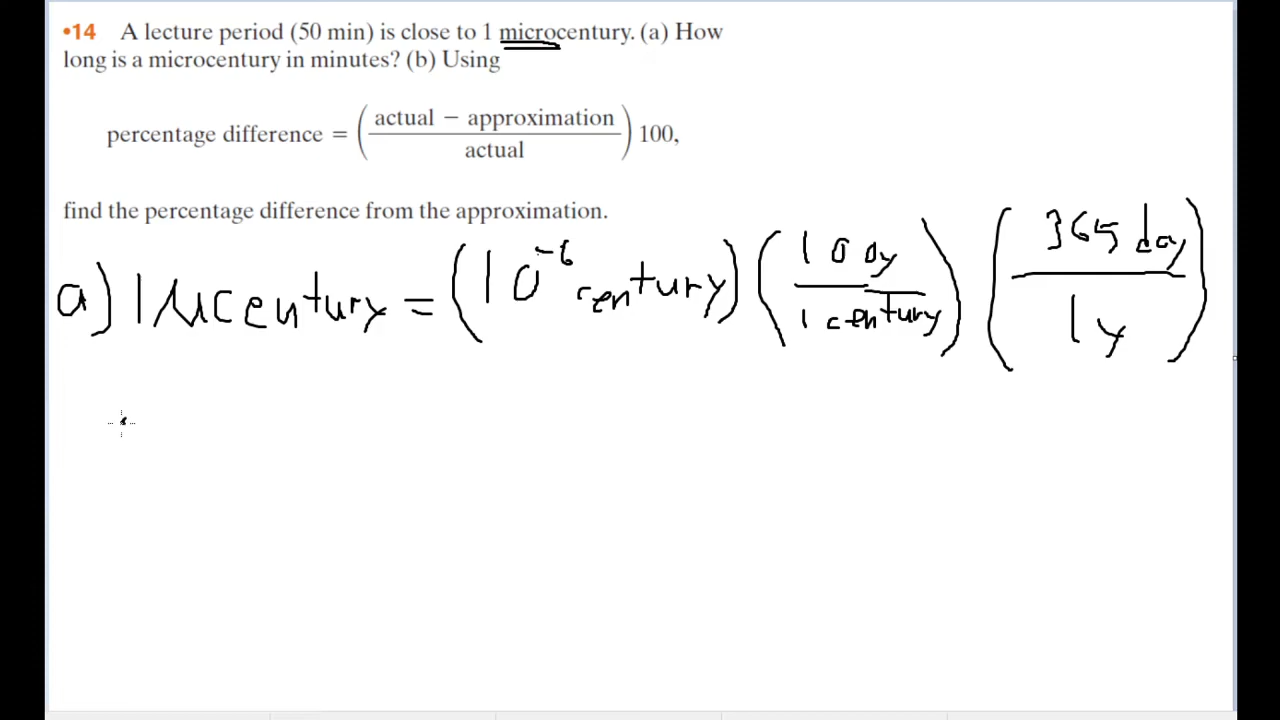 •14 A lecture period (50 min) is close to 1 microcentury. (a) How
long is a microcentury in minutes? (b) Using
percentage difference = (actual − approximation / actual) 100,
find the percentage difference from the approximation.
a) 1 μcentury = (10⁻⁶ century) (100y / 1 century) (365 day / 1y)